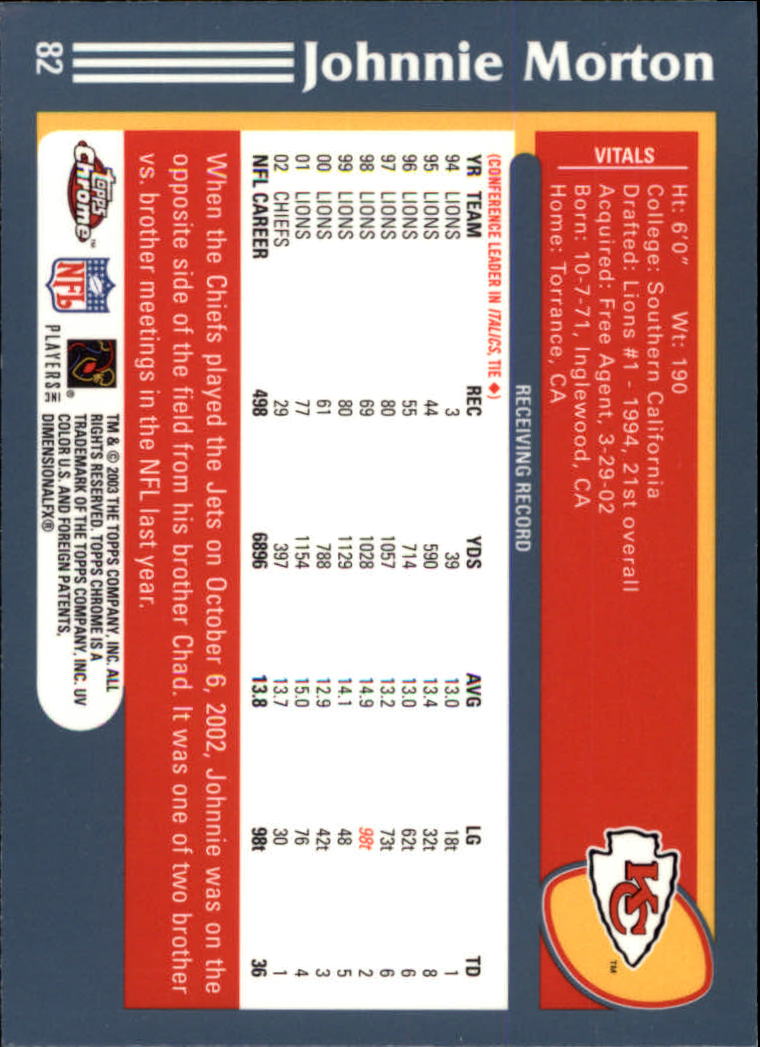 82
Johnnie Morton
VITALS
Ht: 6'0" Wt: 190
College: Southern California
Drafted: Lions #1 - 1994, 21st overall
Acquired: Free Agent, 3-29-02
Born: 10-7-71, Inglewood, CA
Home: Torrance, CA
KC
TM
RECEIVING RECORD
(CONFERENCE LEADER IN ITALICS, TIE ♦)
YR TEAM REC YDS AVG LG TD
94 LIONS 3 39 13.0 18t 1
95 LIONS 44 590 13.4 32t 8
96 LIONS 55 714 13.0 62t 6
97 LIONS 80 1057 13.2 73t 6
98 LIONS 69 1028 14.9 98t 2
99 LIONS 80 1129 14.1 48 5
00 LIONS 61 788 12.9 42t 3
01 LIONS 77 1154 15.0 76 4
02 CHIEFS 29 397 13.7 30 1
NFL CAREER 498 6896 13.8 98t 36
When the Chiefs played the Jets on October 6, 2002, Johnnie was on the
opposite side of the field from his brother Chad. It was one of two brother
vs. brother meetings in the NFL last year.
topps
chrome™
NFL
PLAYERS INC
®
TM & © 2003 THE TOPPS COMPANY, INC. ALL
RIGHTS RESERVED. TOPPS CHROME IS A
TRADEMARK OF THE TOPPS COMPANY, INC. UV
COLOR U.S. AND FOREIGN PATENTS,
DIMENSIONALFX®